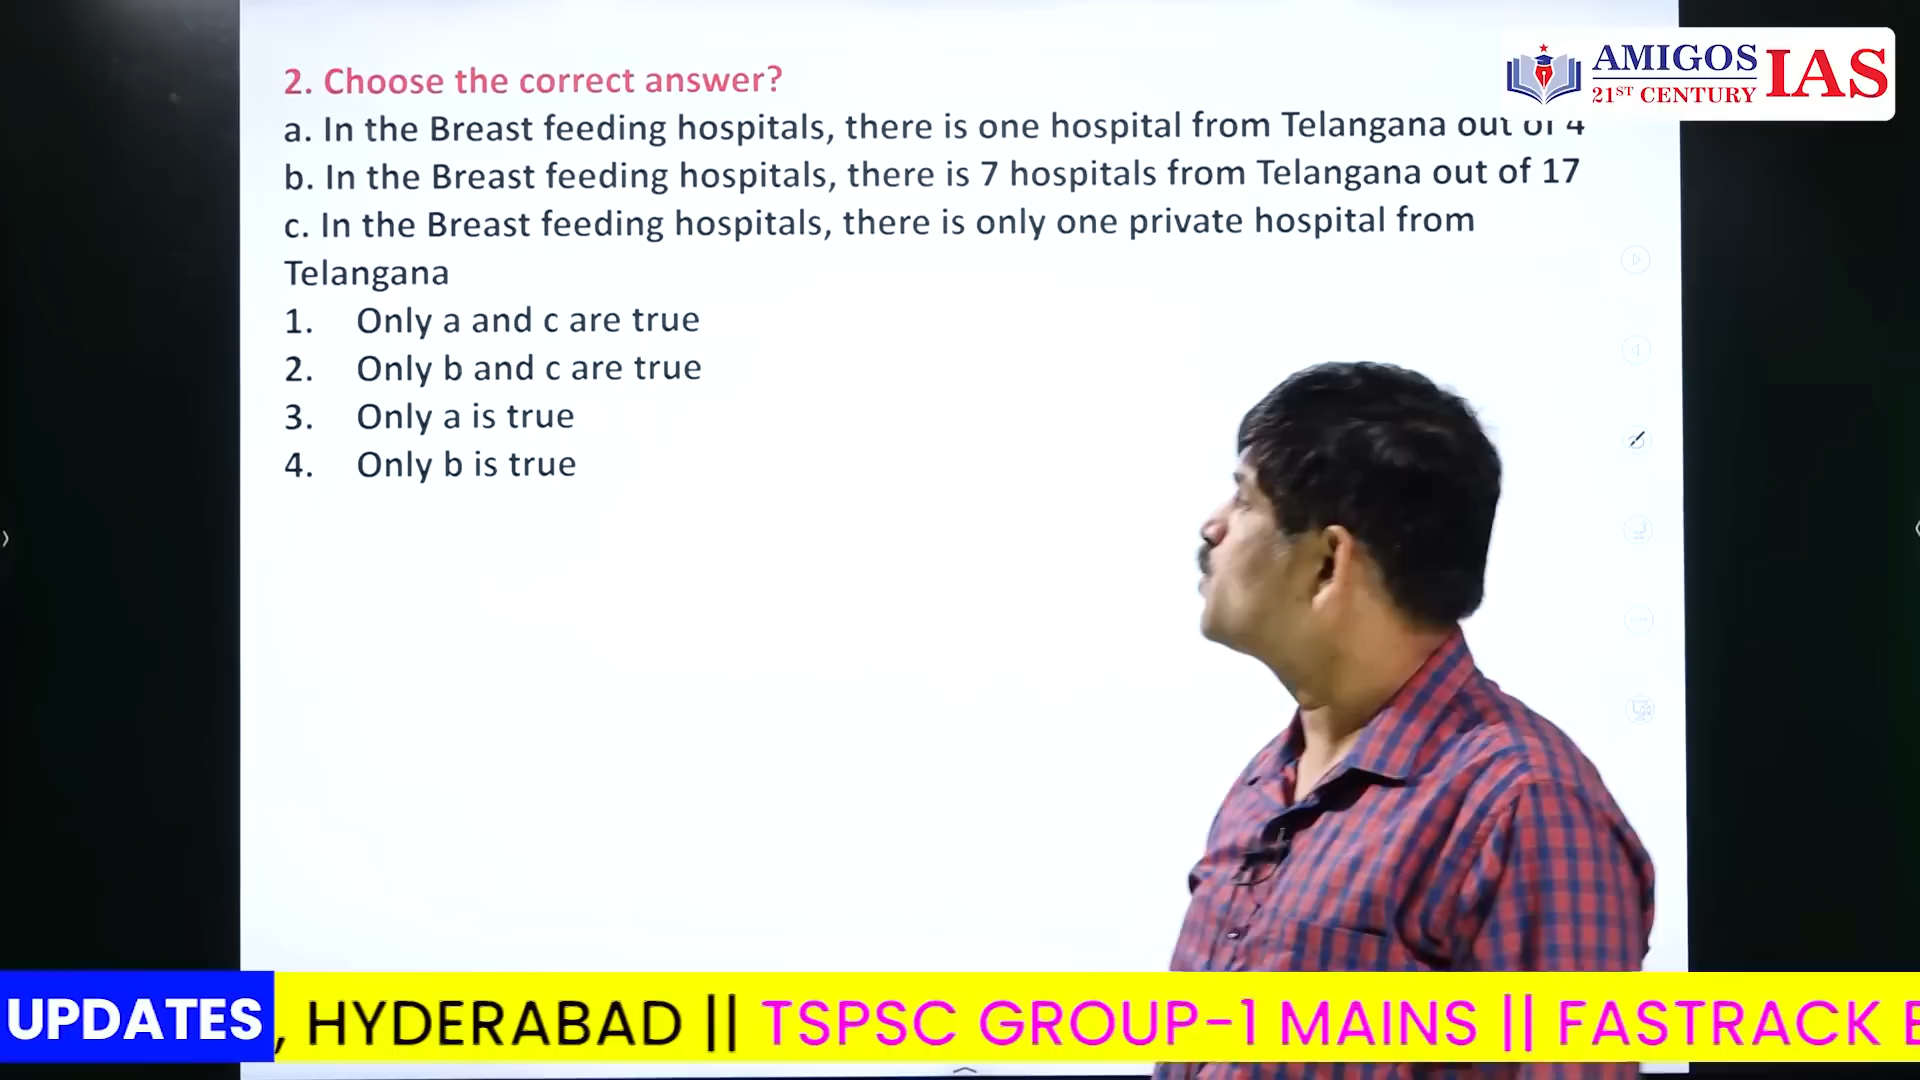 2. Choose the correct answer?
a. In the Breast feeding hospitals, there is one hospital from Telangana out of 4
b. In the Breast feeding hospitals, there is 7 hospitals from Telangana out of 17
c. In the Breast feeding hospitals, there is only one private hospital from
Telangana
1. Only a and c are true
2. Only b and c are true
3. Only a is true
4. Only b is true
AMIGOS
21ST CENTURY
IAS
UPDATES
, HYDERABAD || TSPSC GROUP-1 MAINS || FASTRACK